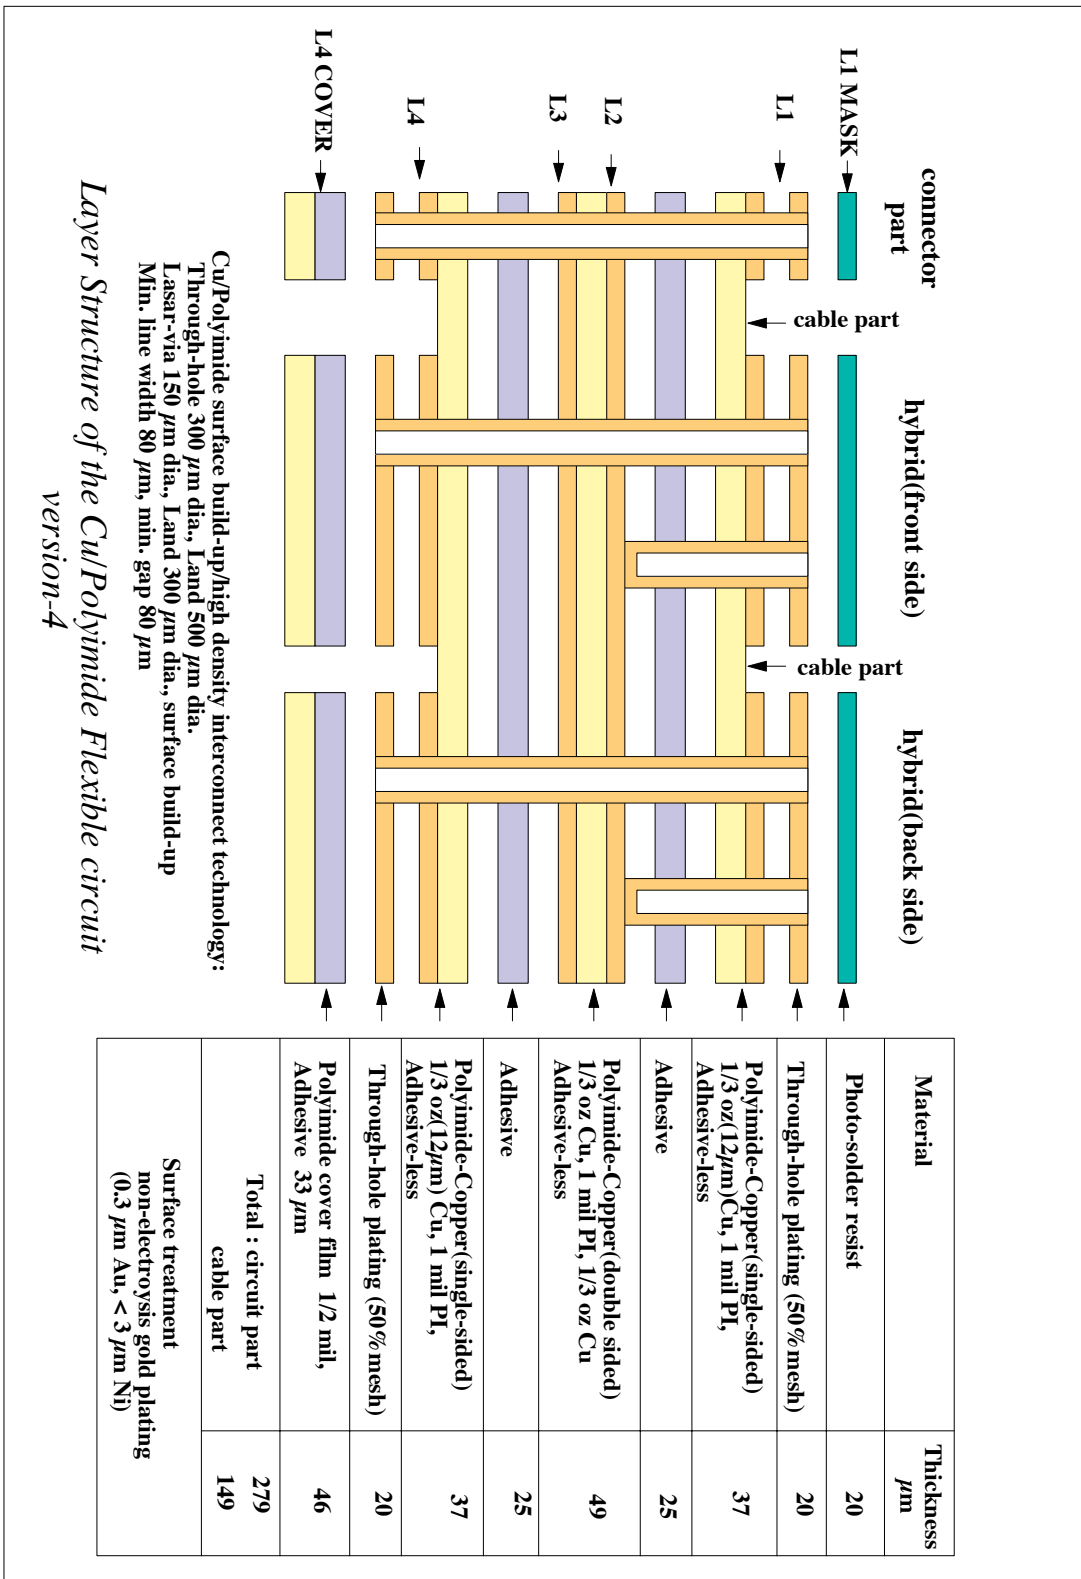 connector
part
hybrid(front side)
hybrid(back side)
L1 MASK
L1
L2
L3
L4
L4 COVER
cable part
cable part
Material
Thickness
μm
Photo-solder resist
20
Through-hole plating (50%mesh)
20
Polyimide-Copper(single-sided)
1/3 oz(12μm)Cu, 1 mil PI,
Adhesive-less
37
Adhesive
25
Polyimide-Copper(double sided)
1/3 oz Cu, 1 mil PI, 1/3 oz Cu
Adhesive-less
49
Adhesive
25
Polyimide-Copper(single-sided)
1/3 oz(12μm) Cu, 1 mil PI,
Adhesive-less
37
Through-hole plating (50%mesh)
20
Polyimide cover film 1/2 mil,
Adhesive 33 μm
46
Total : circuit part 279
cable part 149
Surface treatment
non-electroysis gold plating
(0.3 μm Au, < 3 μm Ni)
Cu/Polyimide surface build-up/high density interconnect technology:
Through-hole 300 μm dia., Land 500 μm dia.
Lasar-via 150 μm dia., Land 300 μm dia., surface build-up
Min. line width 80 μm, min. gap 80 μm
Layer Structure of the Cu/Polyimide Flexible circuit
version-4